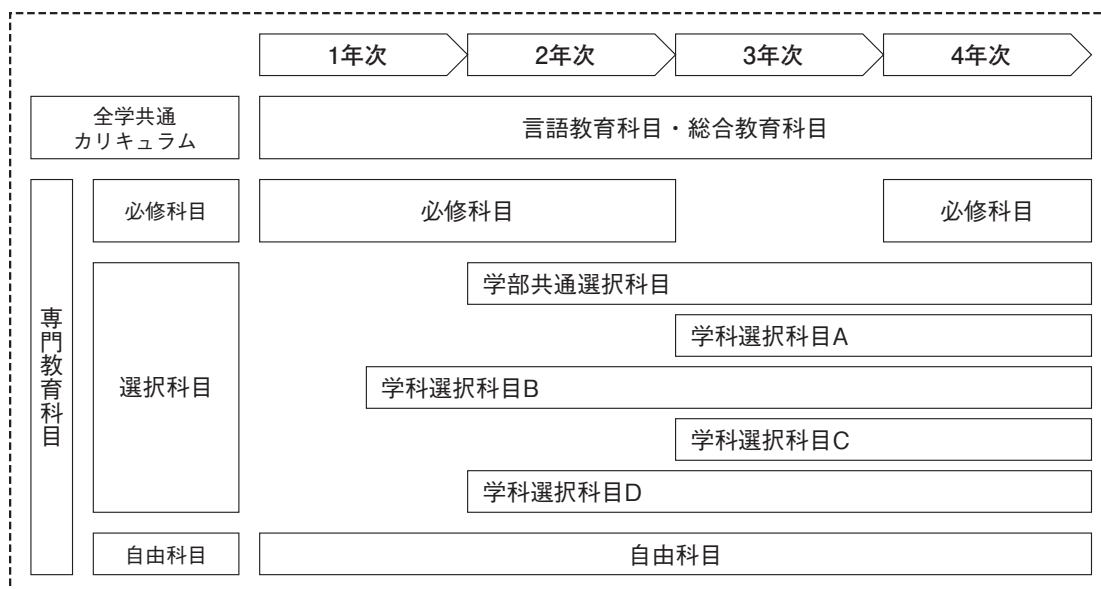 1年次
2年次
3年次
4年次
全学共通
カリキュラム
言語教育科目・総合教育科目
専門教育科目
必修科目
必修科目
必修科目
選択科目
学部共通選択科目
学科選択科目A
学科選択科目B
学科選択科目C
学科選択科目D
自由科目
自由科目